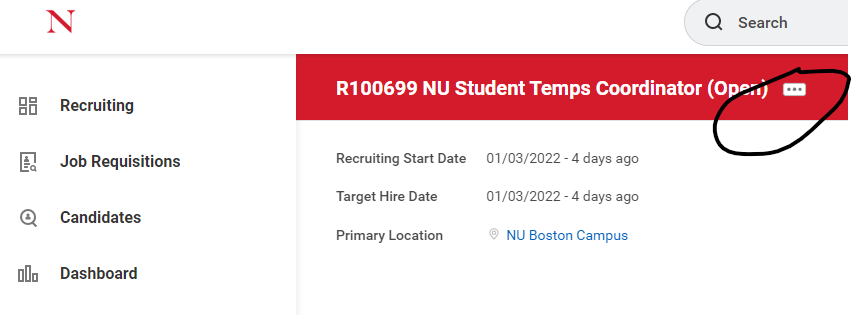 N
Search
Recruiting
Job Requisitions
Candidates
Dashboard
R100699 NU Student Temps Coordinator (Open)
Recruiting Start Date 01/03/2022 - 4 days ago
Target Hire Date 01/03/2022 - 4 days ago
Primary Location NU Boston Campus